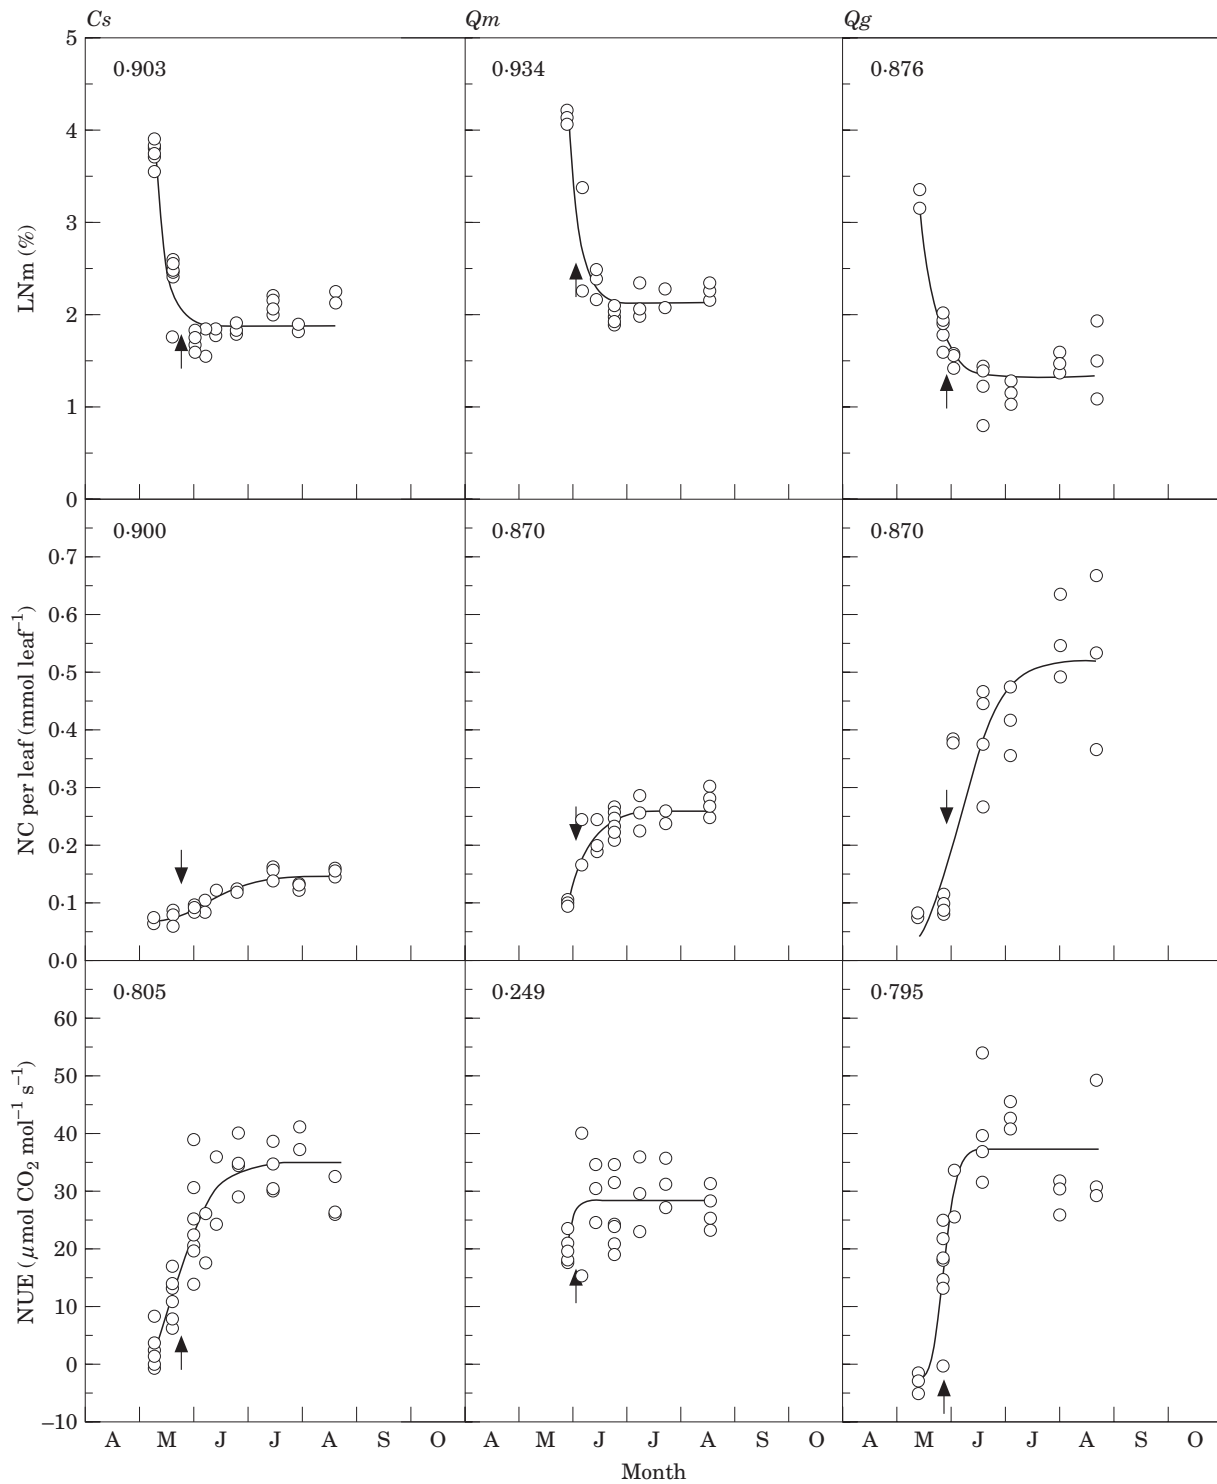 Cs Qm Qg
5
0·903 0·934 0·876
4
3
2
1
0
LNm (%)
0·900 0·870 0·870
0·7
0·6
0·5
0·4
0·3
0·2
0·1
0·0
NC per leaf (mmol leaf⁻¹)
0·805 0·249 0·795
60
50
40
30
20
10
0
−10
NUE (μmol CO₂ mol⁻¹ s⁻¹)
A M J J A S O A M J J A S O A M J J A S O
Month